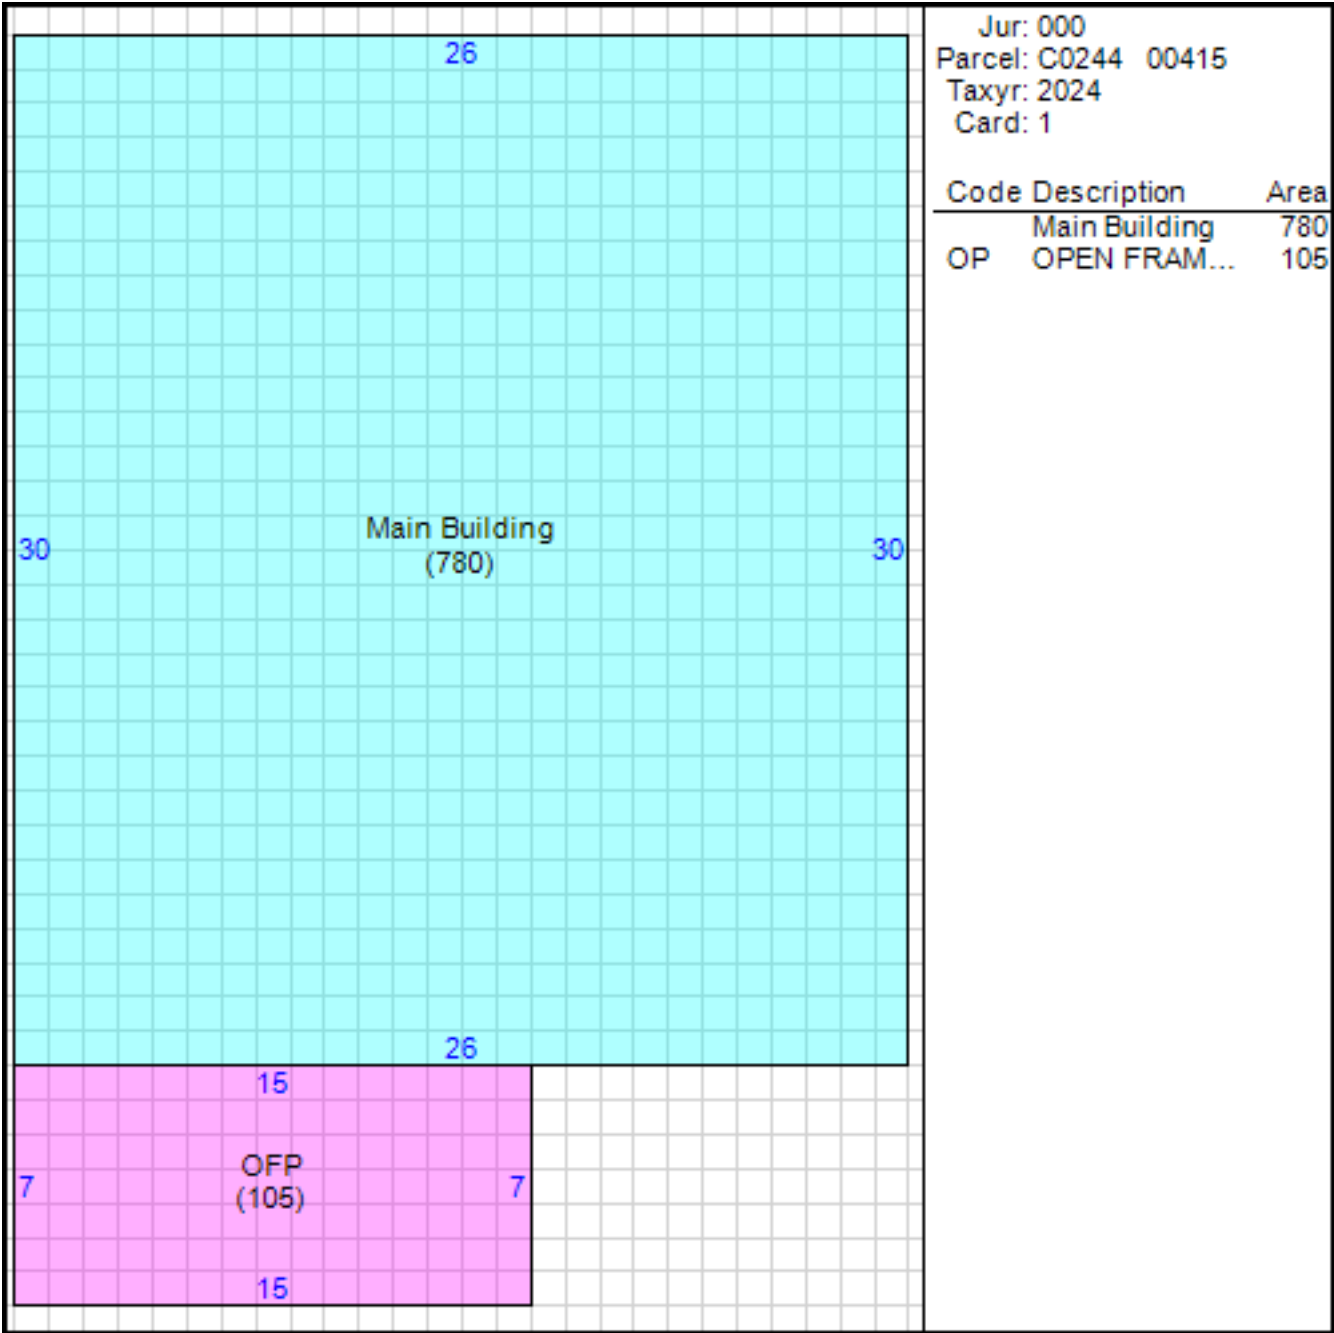 26
30
Main Building
(780)
30
26
15
7
OFP
(105)
7
15
Jur: 000
Parcel: C0244 00415
Taxyr: 2024
Card: 1
Code Description Area
Main Building 780
OP OPEN FRAM... 105